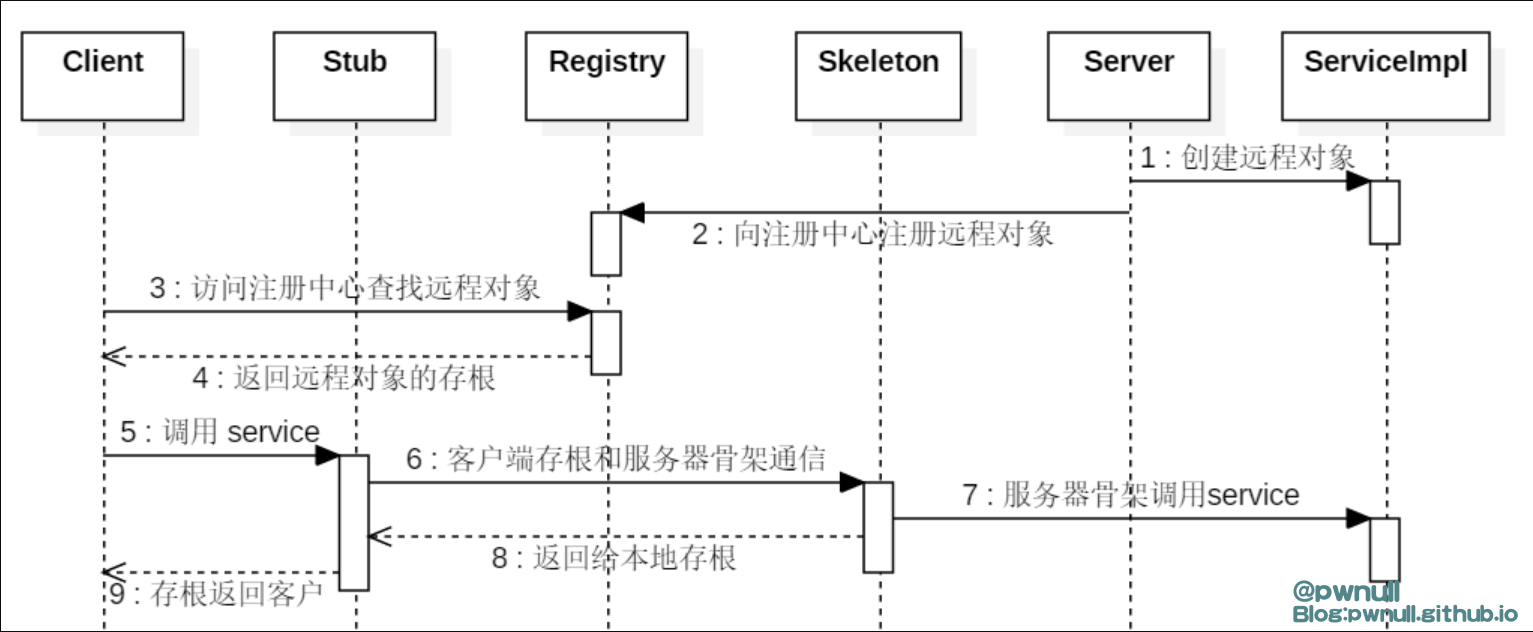 Client
Stub
Registry
Skeleton
Server
ServiceImpl
1 : 创建远程对象
2 : 向注册中心注册远程对象
3 : 访问注册中心查找远程对象
4 : 返回远程对象的存根
5 : 调用 service
6 : 客户端存根和服务器骨架通信
7 : 服务器骨架调用service
8 : 返回给本地存根
9 : 存根返回客户
@pwnull
Blog:pwnull.github.io